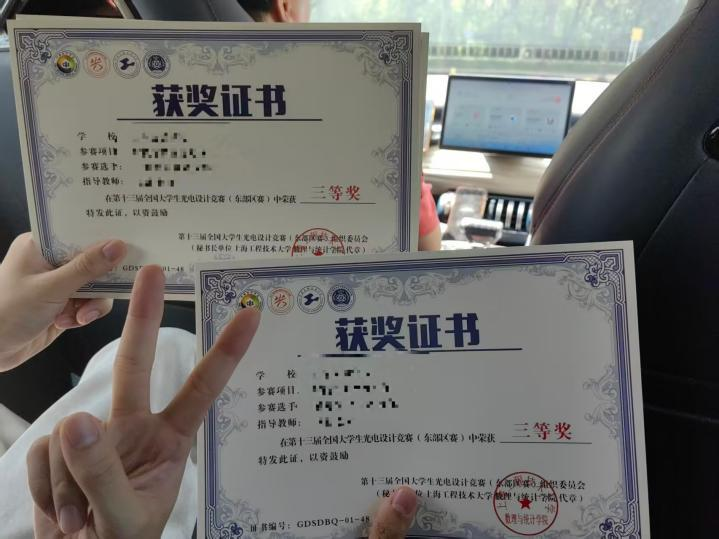 获奖证书
学 校:
参赛项目:
参赛选手:
指导教师:
在第十三届全国大学生光电设计竞赛（东部区赛）中荣获 三等奖
特发此证，以资鼓励
第十三届全国大学生光电设计竞赛（东部区赛）组织委员会
（秘书长单位上海工程技术大学数理与统计学院代章）
GDSD
-01-48
获奖证书
学 校:
参赛项目:
参赛选手:
指导教师:
在第十三届全国大学生光电设计竞赛（东部区赛）中荣获 三等奖
特发此证，以资鼓励
第十三届全国大学生光电设计竞赛（东部区赛）组织委员会
（秘 单位上海工程技术大学数理与统计学院代章）
数理与统计学院
证书编号: GDSDBQ-01-48